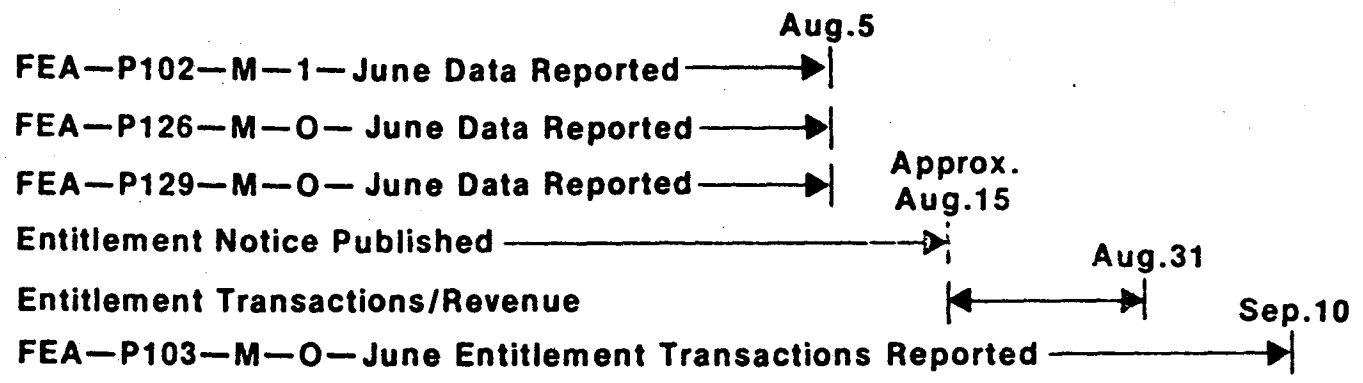 Aug.5
FEA—P102—M—1—June Data Reported
FEA—P126—M—O—June Data Reported
FEA—P129—M—O—June Data Reported
Approx.
Aug.15
Entitlement Notice Published
Aug.31
Entitlement Transactions/Revenue
Sep.10
FEA—P103—M—O—June Entitlement Transactions Reported